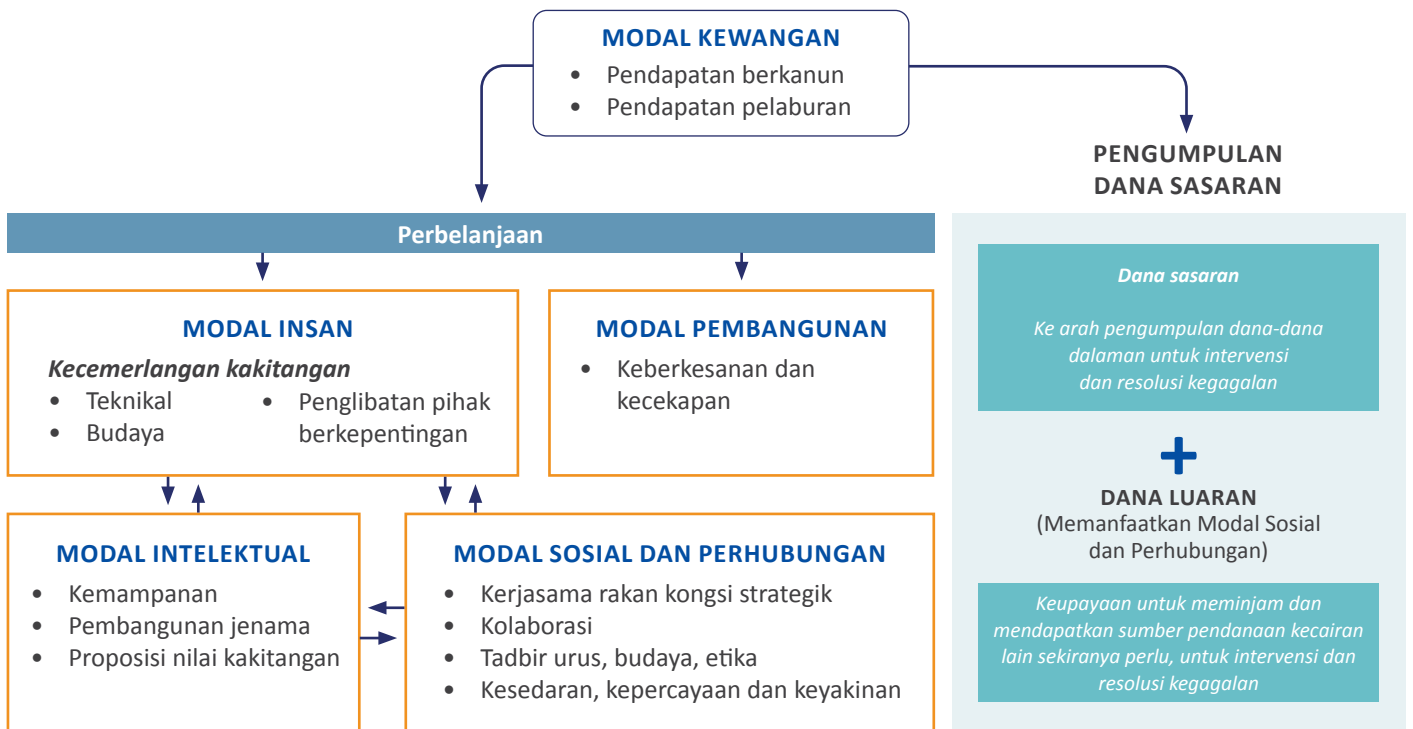 MODAL KEWANGAN
• Pendapatan berkanun
• Pendapatan pelaburan
PENGUMPULAN
DANA SASARAN
Perbelanjaan
MODAL INSAN
Kecemerlangan kakitangan
• Teknikal
• Budaya
• Penglibatan pihak
berkepentingan
MODAL PEMBANGUNAN
• Keberkesanan dan
kecekapan
MODAL INTELEKTUAL
• Kemampanan
• Pembangunan jenama
• Proposisi nilai kakitangan
MODAL SOSIAL DAN PERHUBUNGAN
• Kerjasama rakan kongsi strategik
• Kolaborasi
• Tadbir urus, budaya, etika
• Kesedaran, kepercayaan dan keyakinan
Dana sasaran
Ke arah pengumpulan dana-dana
dalaman untuk intervensi
dan resolusi kegagalan
+
DANA LUARAN
(Memanfaatkan Modal Sosial
dan Perhubungan)
Keupayaan untuk meminjam dan
mendapatkan sumber pendanaan kecairan
lain sekiranya perlu, untuk intervensi dan
resolusi kegagalan